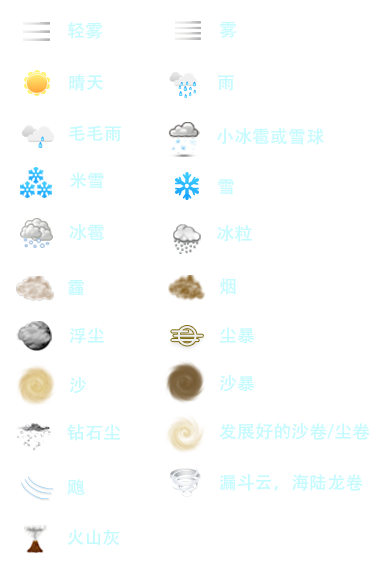 轻雾 雾
晴天 雨
毛毛雨 小冰雹或雪球
米雪 雪
冰雹 冰粒
霾 烟
浮尘 尘暴
沙 沙暴
钻石尘 发展好的沙卷/尘卷
飑 漏斗云，海陆龙卷
火山灰